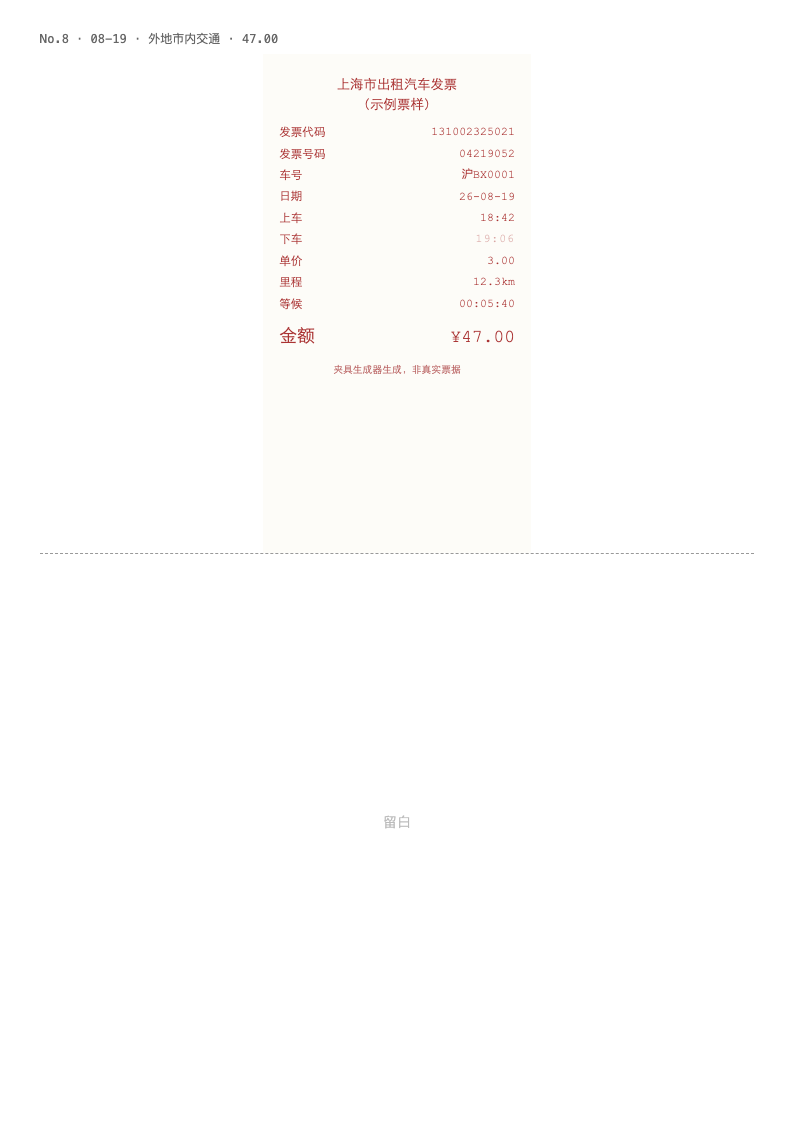 No.8 · 08-19 · 外地市内交通 · 47.00
上海市出租汽车发票
（示例票样）
发票代码 131002325021
发票号码 04219052
车号 沪BX0001
日期 26-08-19
上车 18:42
下车 19:06
单价 3.00
里程 12.3km
等候 00:05:40
金额 ¥47.00
夹具生成器生成，非真实票据
留白